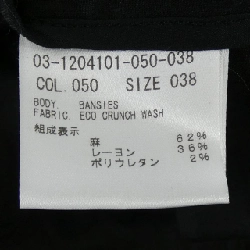 03-1204101-050-038
COL.050 SIZE 038
BODY. BANSIES
FABRIC. ECO CRUNCH WASH
組成表示
麻 62%
レーヨン 36%
ポリウレタン 2%